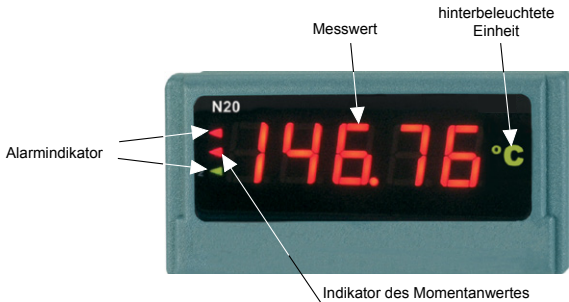 hinterbeleuchtete
Einheit
Messwert
N20
146.76 °C
Alarmindikator
Indikator des Momentanwertes